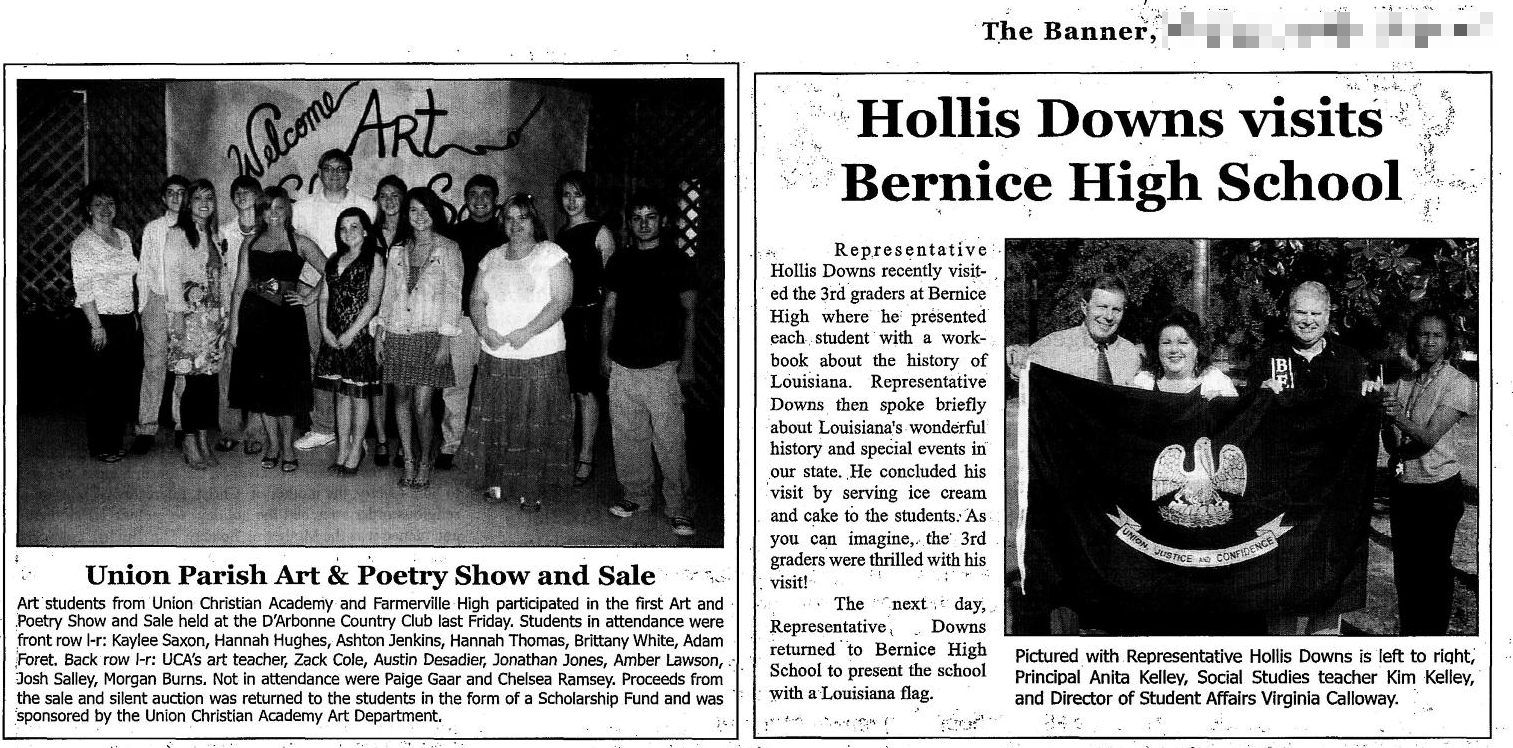 The Banner,
Welcome Art
Union Parish Art & Poetry Show and Sale
Art students from Union Christian Academy and Farmerville High participated in the first Art and
Poetry Show and Sale held at the D'Arbonne Country Club last Friday. Students in attendance were
front row l-r: Kaylee Saxon, Hannah Hughes, Ashton Jenkins, Hannah Thomas, Brittany White, Adam
Foret. Back row l-r: UCA's art teacher, Zack Cole, Austin Desadier, Jonathan Jones, Amber Lawson,
Josh Salley, Morgan Burns. Not in attendance were Paige Gaar and Chelsea Ramsey. Proceeds from
the sale and silent auction was returned to the students in the form of a Scholarship Fund and was
sponsored by the Union Christian Academy Art Department.
Hollis Downs visits
Bernice High School
Representative
Hollis Downs recently visit-
ed the 3rd graders at Bernice
High where he presented
each student with a work-
book about the history of
Louisiana. Representative
Downs then spoke briefly
about Louisiana's wonderful
history and special events in
our state. He concluded his
visit by serving ice cream
and cake to the students. As
you can imagine, the 3rd
graders were thrilled with his
visit!
The next day,
Representative Downs
returned to Bernice High
School to present the school
with a Louisiana flag.
UNION, JUSTICE AND CONFIDENCE
Pictured with Representative Hollis Downs is left to right,
Principal Anita Kelley, Social Studies teacher Kim Kelley,
and Director of Student Affairs Virginia Calloway.